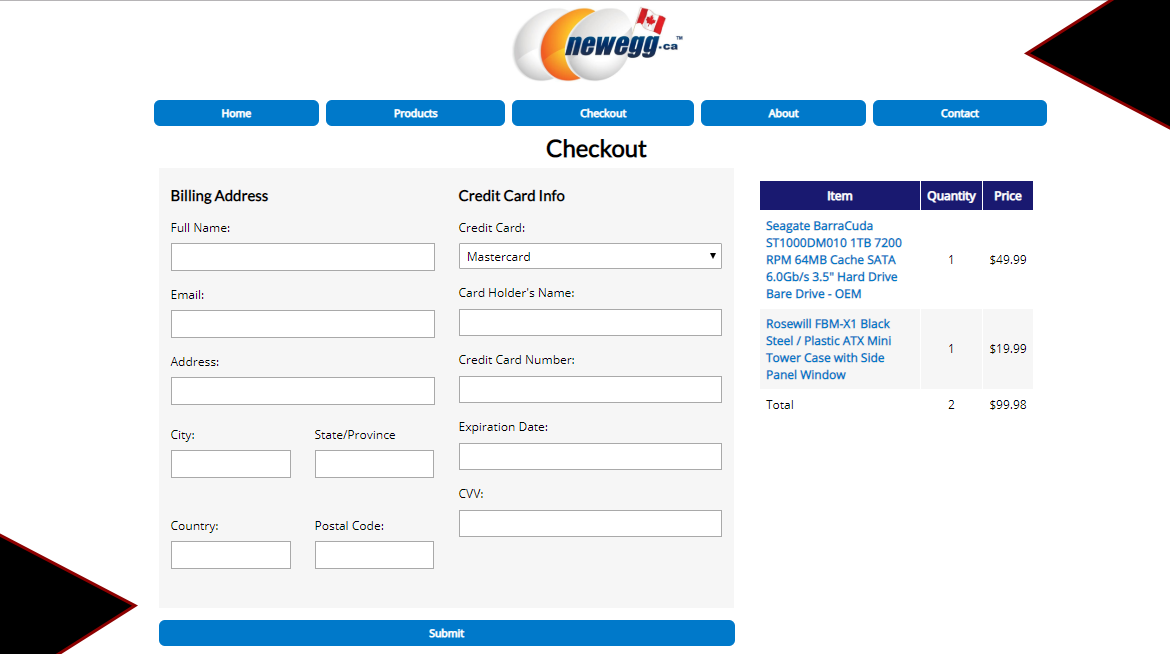 newegg.ca™
Home
Products
Checkout
About
Contact
Checkout
Billing Address
Full Name:
Email:
Address:
City:
State/Province
Country:
Postal Code:
Credit Card Info
Credit Card:
Mastercard
Card Holder's Name:
Credit Card Number:
Expiration Date:
CVV:
Submit
Item Quantity Price
Seagate BarraCuda
ST1000DM010 1TB 7200
RPM 64MB Cache SATA
6.0Gb/s 3.5" Hard Drive
Bare Drive - OEM
1 $49.99
Rosewill FBM-X1 Black
Steel / Plastic ATX Mini
Tower Case with Side
Panel Window
1 $19.99
Total 2 $99.98